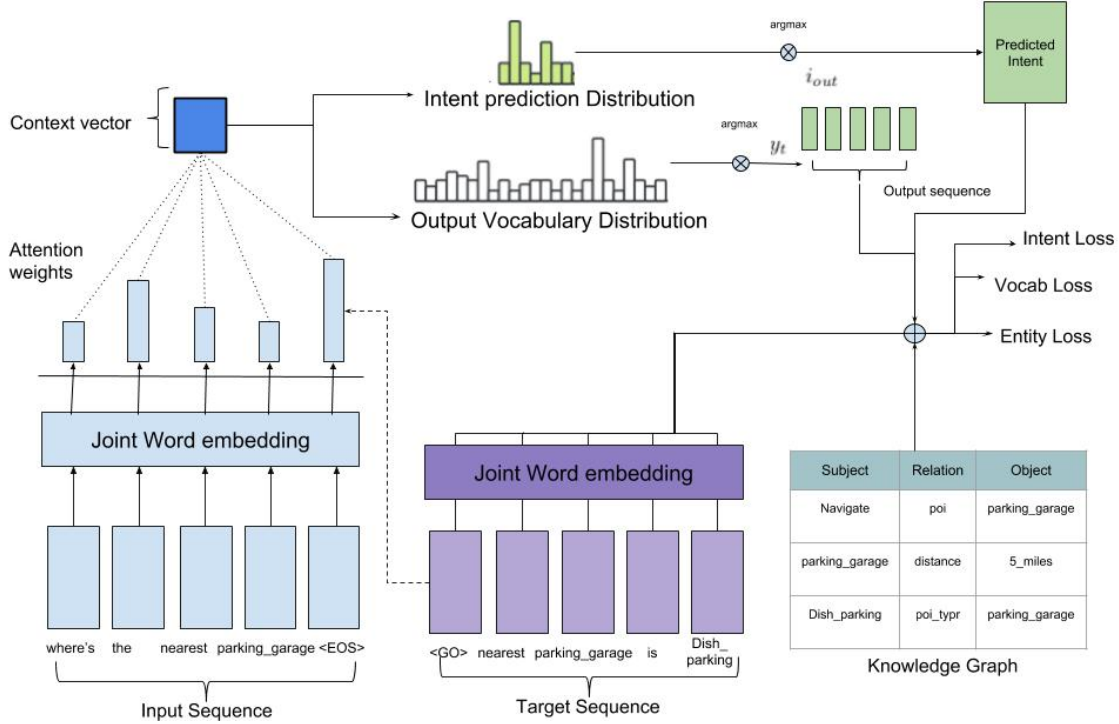 argmax
Predicted
Intent
i_out
Intent prediction Distribution
Context vector
argmax
y_t
Output sequence
Output Vocabulary Distribution
Attention
weights
Intent Loss
Vocab Loss
Entity Loss
Joint Word embedding
Joint Word embedding
Subject Relation Object
Navigate poi parking_garage
parking_garage distance 5_miles
Dish_parking poi_typr parking_garage
Knowledge Graph
where's the nearest parking_garage <EOS>
<GO> nearest parking_garage is Dish_
parking
Input Sequence
Target Sequence